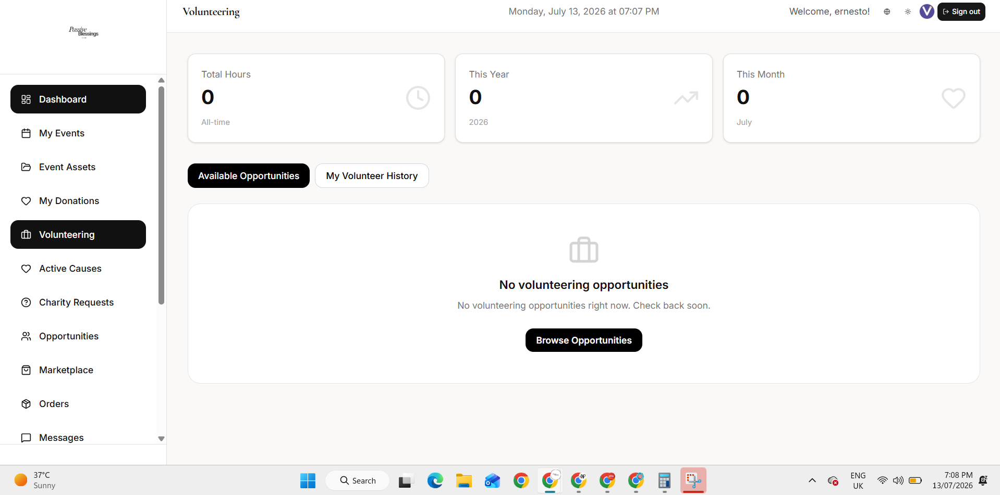 Passive
Blessings
Volunteering
Monday, July 13, 2026 at 07:07 PM
Welcome, ernesto!
V
Sign out
Dashboard
My Events
Event Assets
My Donations
Volunteering
Active Causes
Charity Requests
Opportunities
Marketplace
Orders
Messages
Total Hours
0
All-time
This Year
0
2026
This Month
0
July
Available Opportunities
My Volunteer History
No volunteering opportunities
No volunteering opportunities right now. Check back soon.
Browse Opportunities
37°C
Sunny
Search
ENG
UK
7:08 PM
13/07/2026